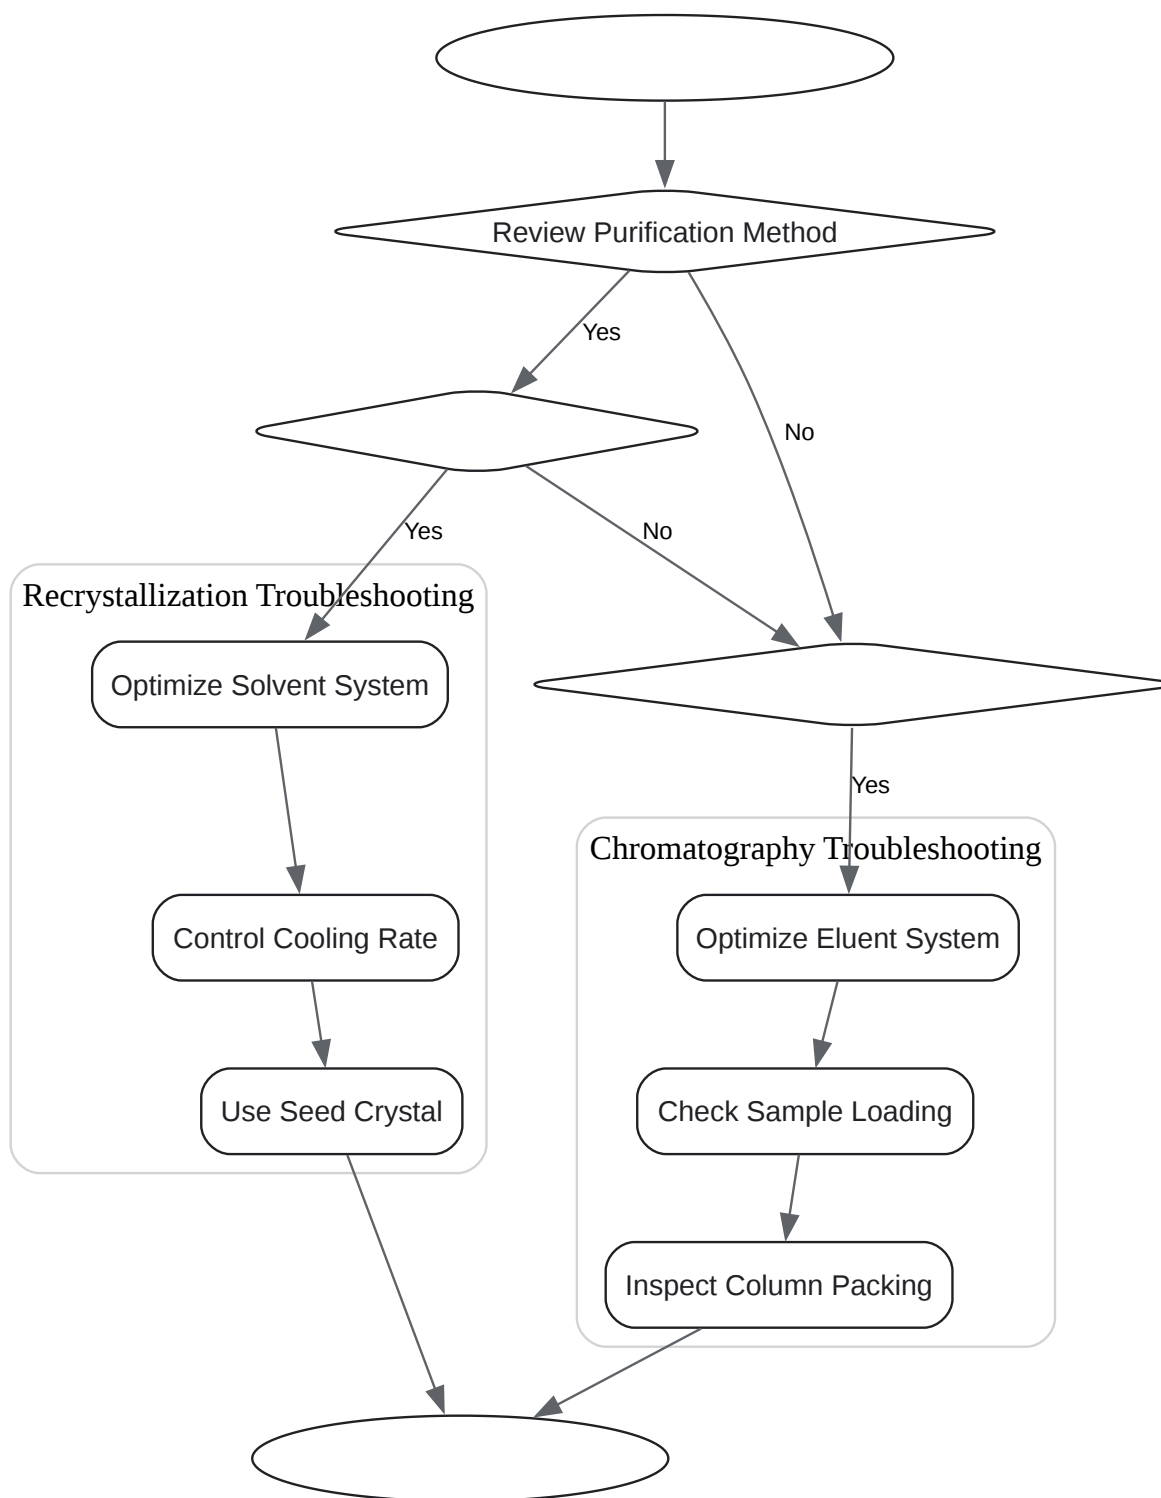 Review Purification Method
Yes
No
Yes
No
Recrystallization Troubleshooting
Optimize Solvent System
Yes
Chromatography Troubleshooting
Control Cooling Rate
Optimize Eluent System
Use Seed Crystal
Check Sample Loading
Inspect Column Packing